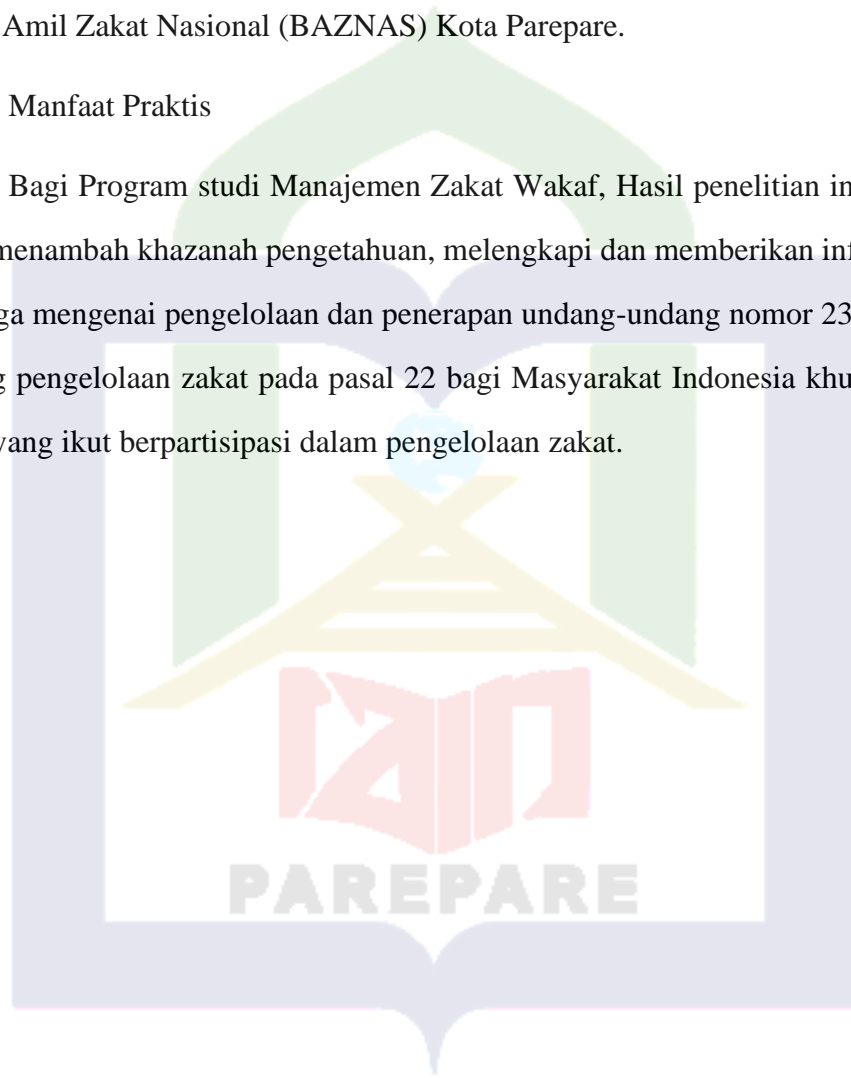 Amil Zakat Nasional (BAZNAS) Kota Parepare.
Manfaat Praktis
Bagi Program studi Manajemen Zakat Wakaf, Hasil penelitian in
menambah khazanah pengetahuan, melengkapi dan memberikan inf
ga mengenai pengelolaan dan penerapan undang-undang nomor 23
g pengelolaan zakat pada pasal 22 bagi Masyarakat Indonesia khu
yang ikut berpartisipasi dalam pengelolaan zakat.
iain
PAREPARE